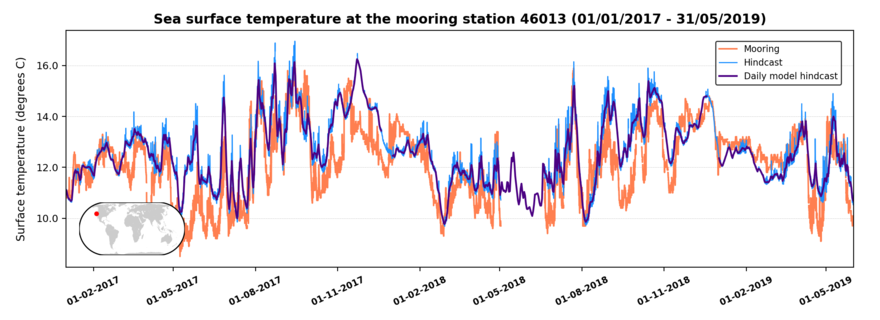 Sea surface temperature at the mooring station 46013 (01/01/2017 - 31/05/2019)
Surface temperature (degrees C)
16.0
14.0
12.0
10.0
Mooring
Hindcast
Daily model hindcast
01-02-2017
01-05-2017
01-08-2017
01-11-2017
01-02-2018
01-05-2018
01-08-2018
01-11-2018
01-02-2019
01-05-2019